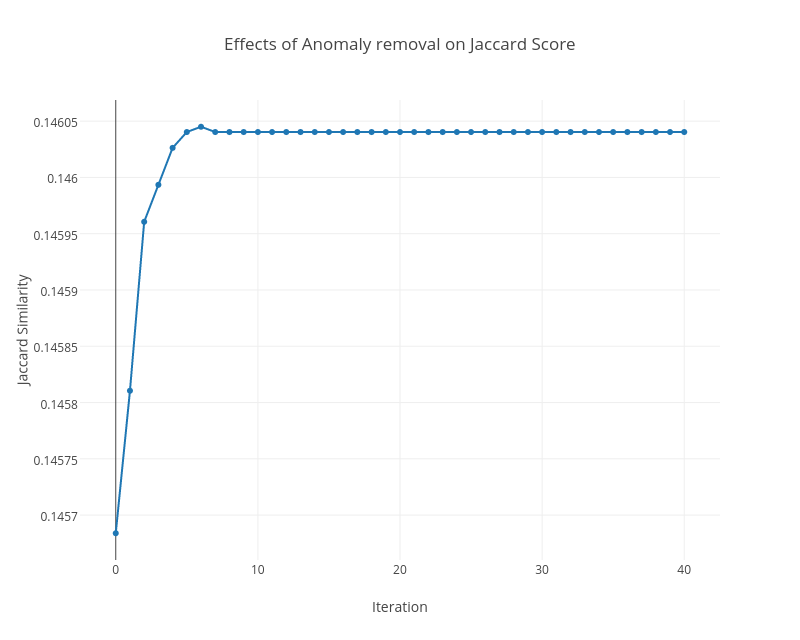 Effects of Anomaly removal on Jaccard Score
0.14605
0.146
0.14595
0.1459
0.14585
0.1458
0.14575
0.1457
Jaccard Similarity
0 10 20 30 40
Iteration